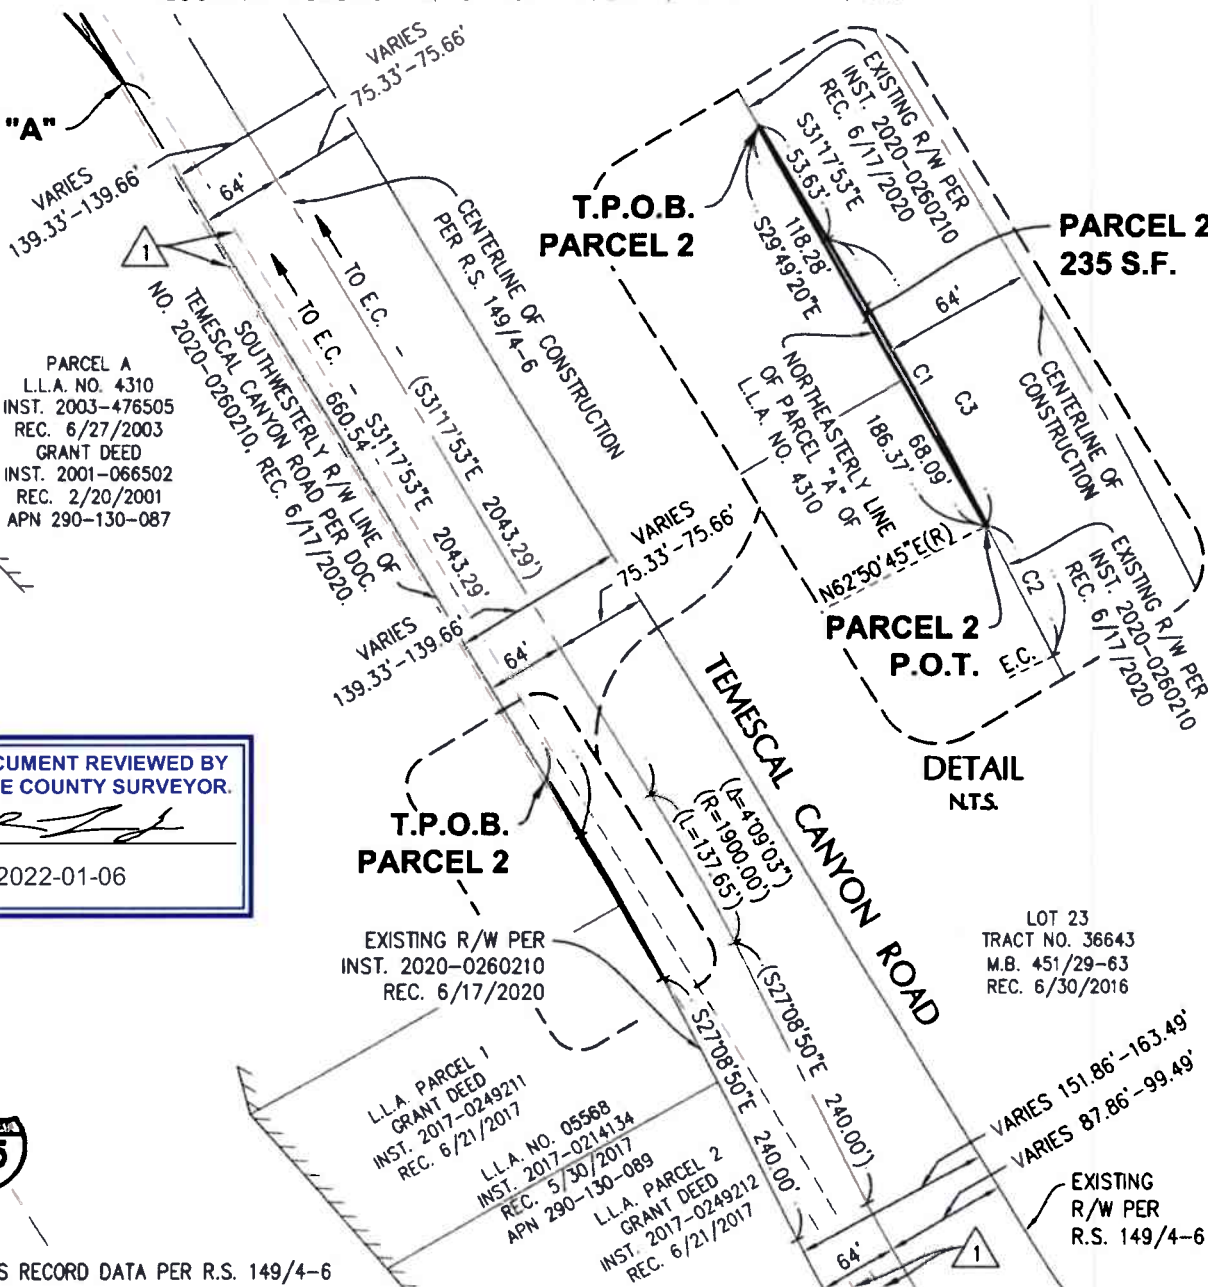 "A"
VARIES
139.33'-139.66'
VARIES
75.33'-75.66'
64'
1
TO E.C.
TO E.C. -
CENTERLINE OF CONSTRUCTION
PER R.S. 149/4-6
(S31°17'53"E 2043.29')
S31°17'53"E 2043.29'
660.54'
SOUTHWESTERLY R/W LINE OF
TEMESCAL CANYON ROAD PER DOC.
NO. 2020-0260210, REC. 6/17/2020.
PARCEL A
L.L.A. NO. 4310
INST. 2003-476505
REC. 6/27/2003
GRANT DEED
INST. 2001-066502
REC. 2/20/2001
APN 290-130-087
T.P.O.B.
PARCEL 2
EXISTING R/W PER
INST. 2020-0260210
REC. 6/17/2020
S31°17'53"E
53.63'
118.28'
S29°49'20"E
PARCEL 2
235 S.F.
64'
C1
C3
68.09'
186.37'
NORTHEASTERLY LINE
OF PARCEL "A" OF
L.L.A. NO. 4310
CENTERLINE OF
CONSTRUCTION
N62°50'45"E(R)
PARCEL 2
P.O.T.
E.C.
C2
EXISTING R/W PER
INST. 2020-0260210
REC. 6/17/2020
DETAIL
N.T.S.
VARIES
75.33'-75.66'
VARIES
139.33'-139.66'
64'
CUMENT REVIEWED BY
E COUNTY SURVEYOR.
2022-01-06
T.P.O.B.
PARCEL 2
TEMESCAL CANYON ROAD
(Δ=4°09'03")
(R=1900.00')
(L=137.65')
EXISTING R/W PER
INST. 2020-0260210
REC. 6/17/2020
(S27°08'50"E 240.00')
S27°08'50"E 240.00'
LOT 23
TRACT NO. 36643
M.B. 451/29-63
REC. 6/30/2016
L.L.A. PARCEL 1
GRANT DEED
INST. 2017-0249211
REC. 6/21/2017
L.L.A. NO. 05568
INST. 2017-0214134
REC. 5/30/2017
APN 290-130-089
L.L.A. PARCEL 2
GRANT DEED
INST. 2017-0249212
REC. 6/21/2017
VARIES 151.86'-163.49'
VARIES 87.86'-99.49'
EXISTING
R/W PER
R.S. 149/4-6
64'
1
S RECORD DATA PER R.S. 149/4-6